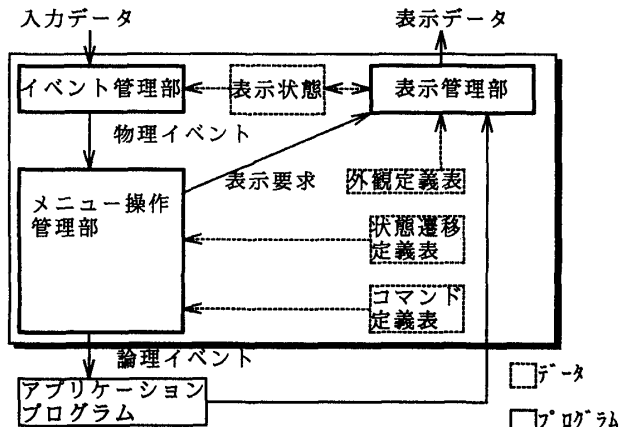 入力データ
表示データ
イベント管理部
表示状態
表示管理部
物理イベント
表示要求
外観定義表
メニュー操作
管理部
状態遷移
定義表
コマンド
定義表
論理イベント
アプリケーション
プログラム
データ
プログラム